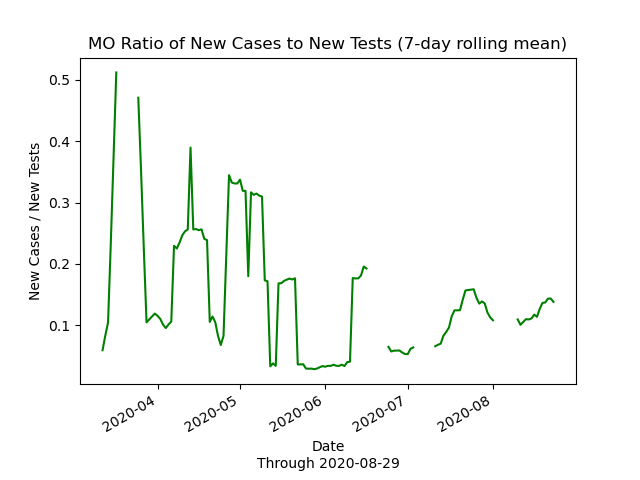 MO Ratio of New Cases to New Tests (7-day rolling mean)
New Cases / New Tests
0.5
0.4
0.3
0.2
0.1
2020-04
2020-05
2020-06
2020-07
2020-08
Date
Through 2020-08-29